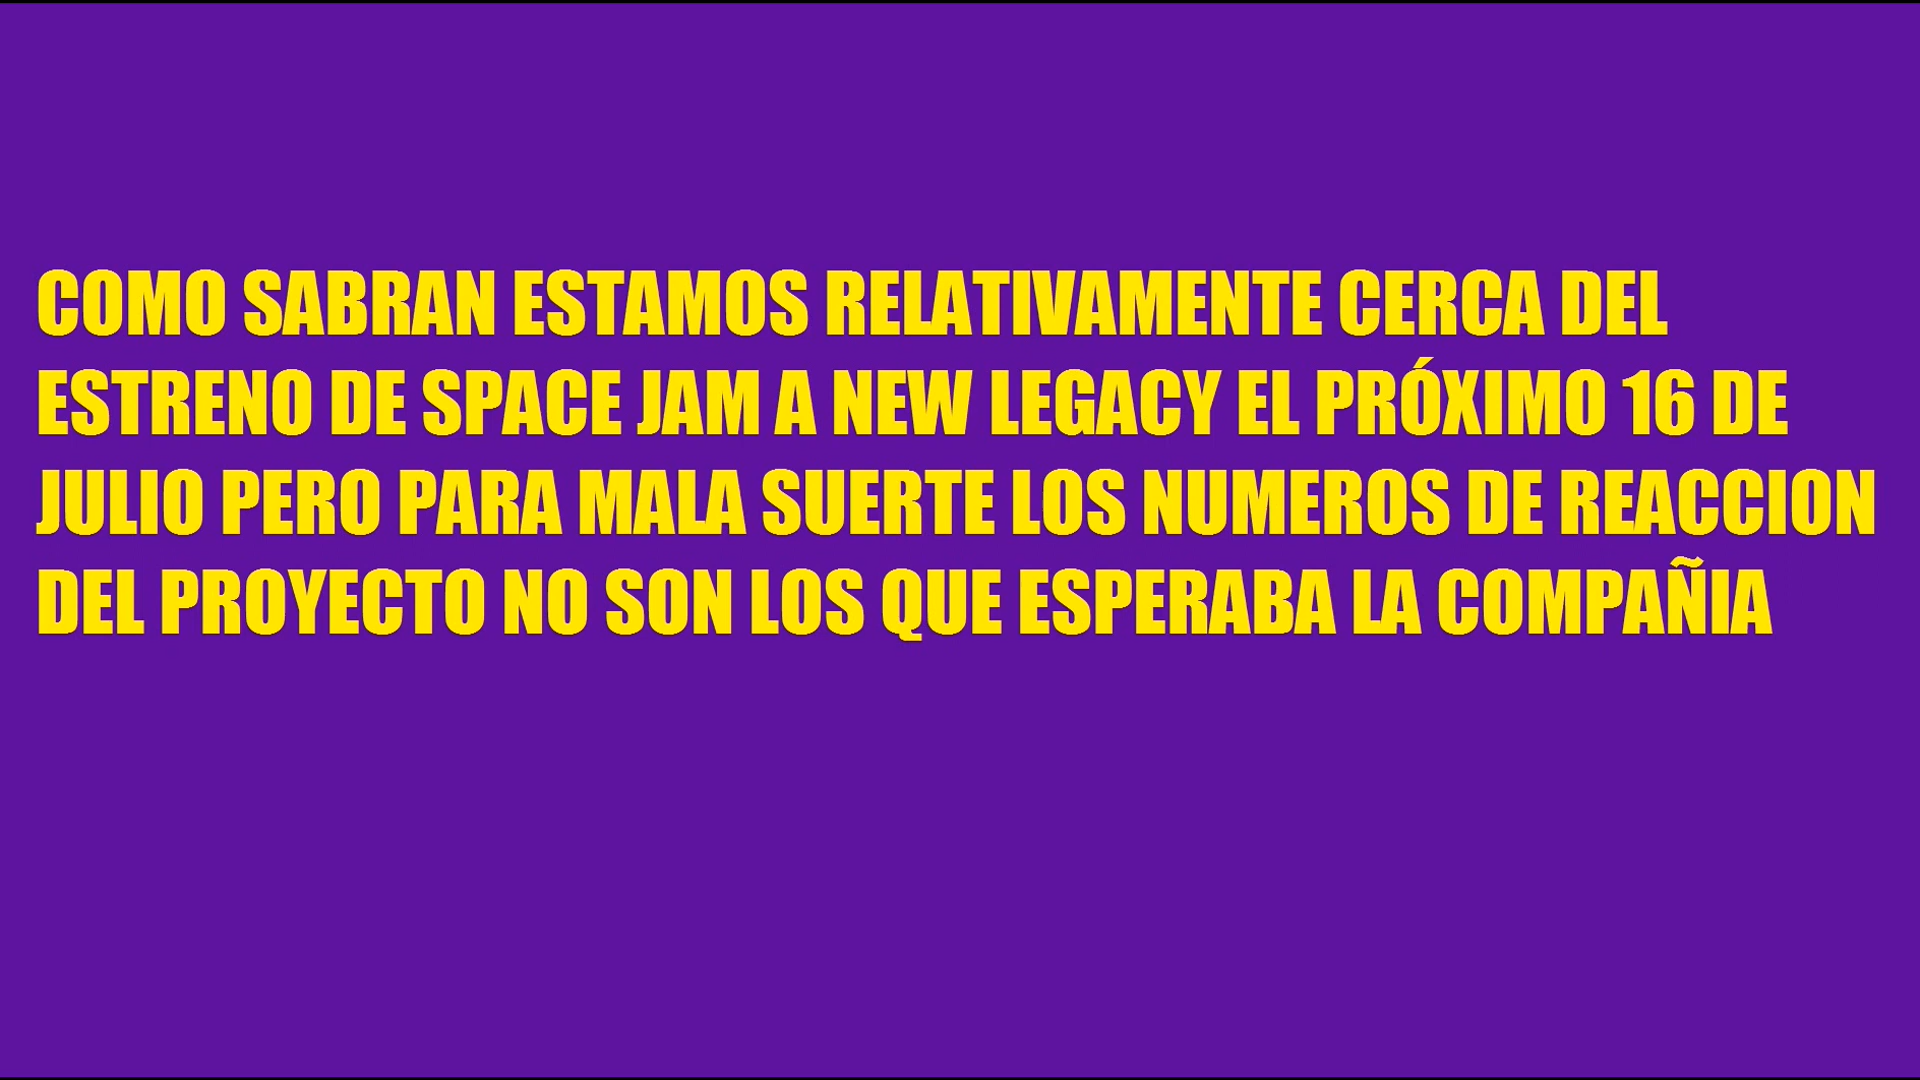 COMO SABRAN ESTAMOS RELATIVAMENTE CERCA DEL
ESTRENO DE SPACE JAM A NEW LEGACY EL PRÓXIMO 16 DE
JULIO PERO PARA MALA SUERTE LOS NUMEROS DE REACCION
DEL PROYECTO NO SON LOS QUE ESPERABA LA COMPAÑIA